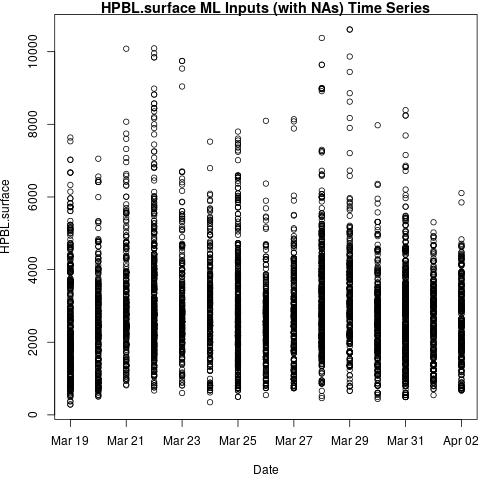 HPBL.surface ML Inputs (with NAs) Time Series
HPBL.surface
10000
8000
6000
4000
2000
0
Mar 19 Mar 21 Mar 23 Mar 25 Mar 27 Mar 29 Mar 31 Apr 02
Date